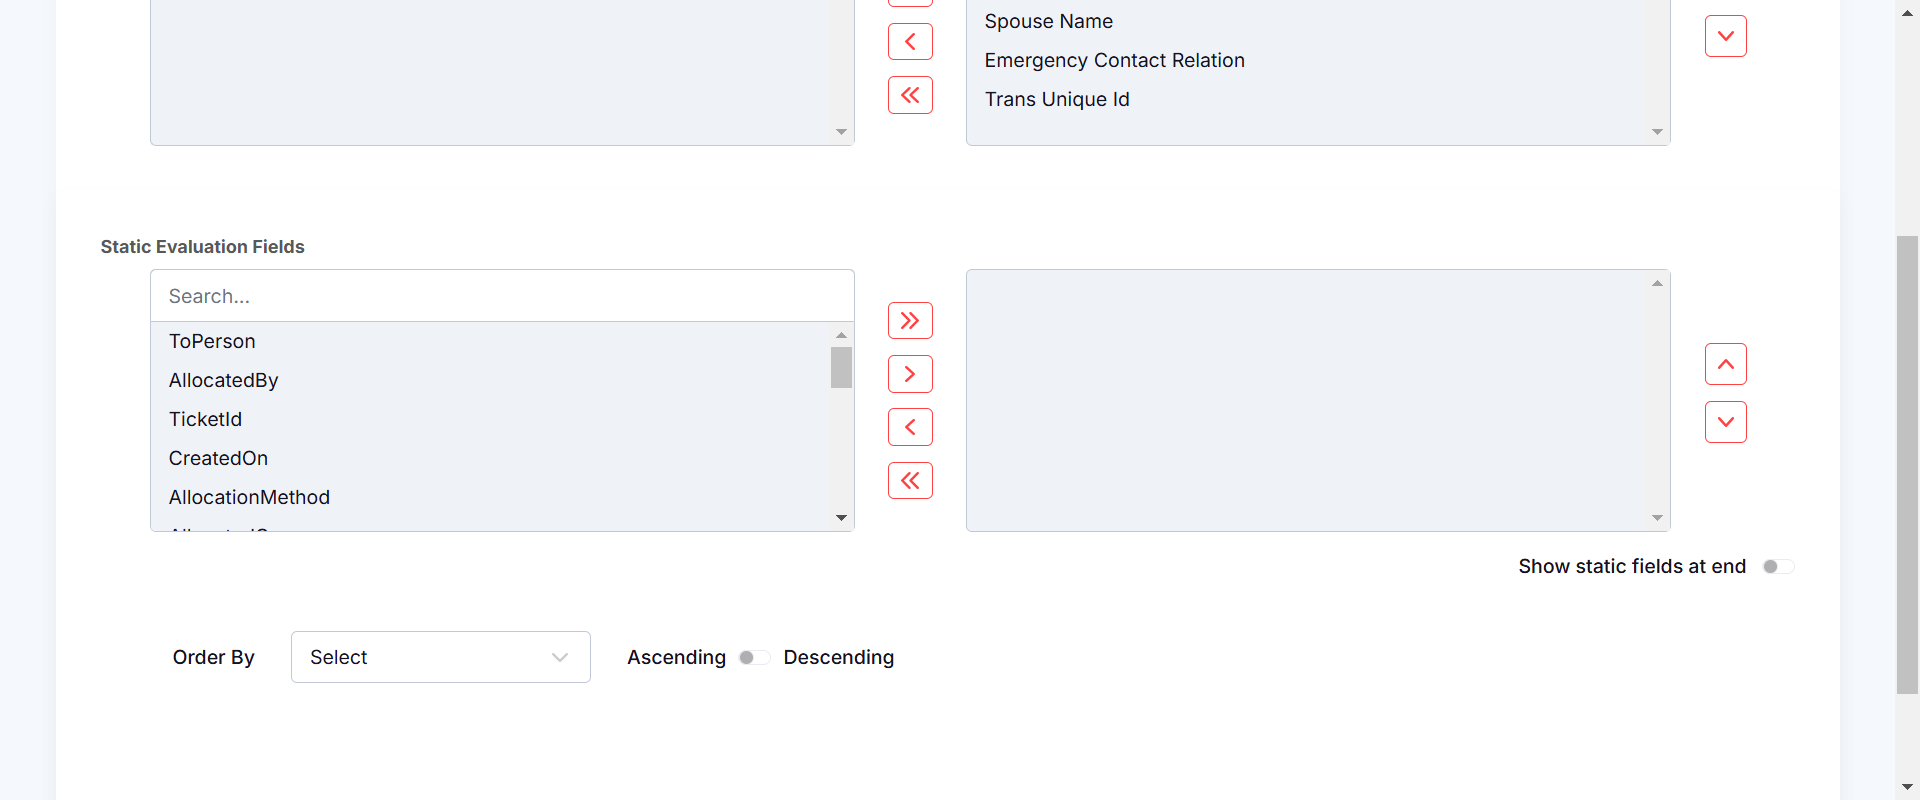 Spouse Name
Emergency Contact Relation
Trans Unique Id
Static Evaluation Fields
Search...
ToPerson
AllocatedBy
TicketId
CreatedOn
AllocationMethod
Show static fields at end
Order By Select Ascending Descending